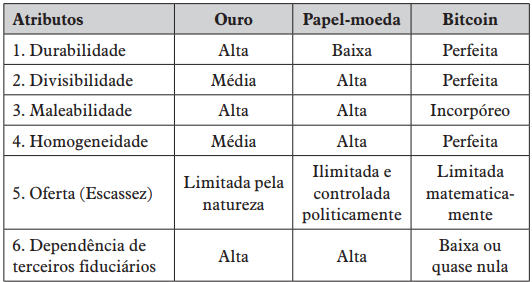 Atributos Ouro Papel-moeda Bitcoin
1. Durabilidade Alta Baixa Perfeita
2. Divisibilidade Média Alta Perfeita
3. Maleabilidade Alta Alta Incorpóreo
4. Homogeneidade Média Alta Perfeita
5. Oferta (Escassez) Limitada pela natureza Ilimitada e controlada politicamente Limitada matematica-mente
6. Dependência de terceiros fiduciários Alta Alta Baixa ou quase nula